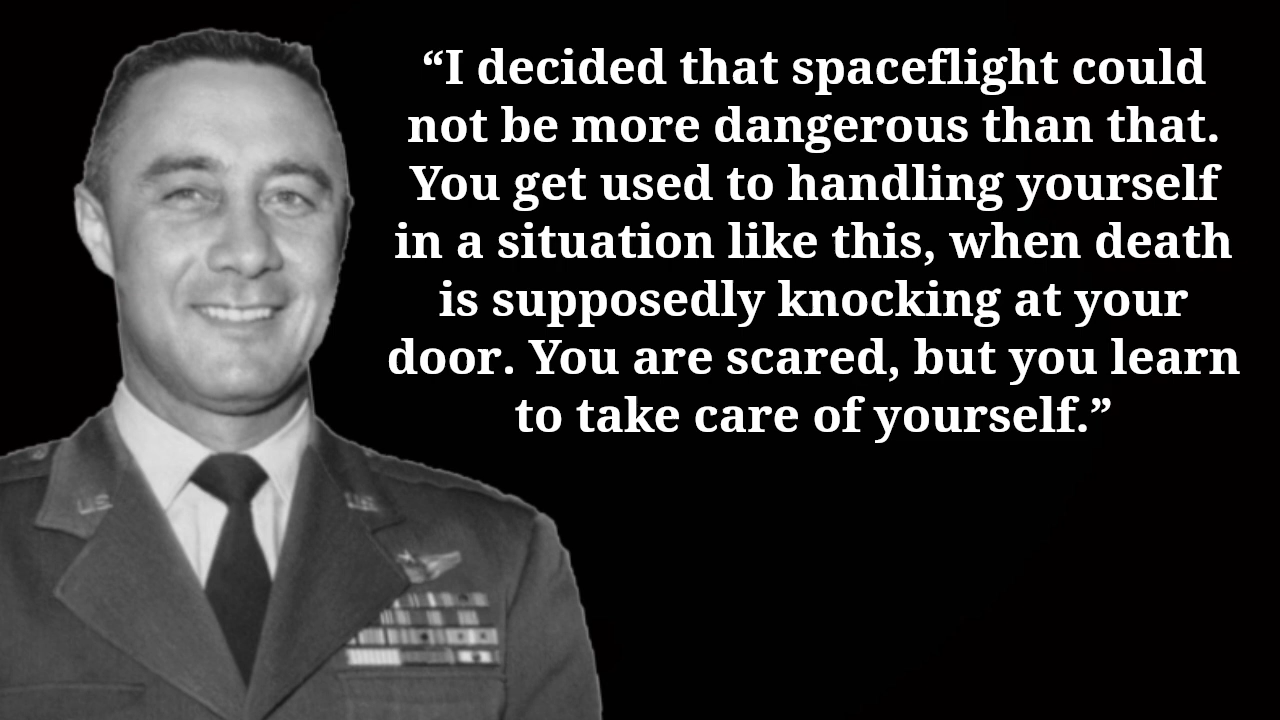 “I decided that spaceflight could
not be more dangerous than that.
You get used to handling yourself
in a situation like this, when death
is supposedly knocking at your
door. You are scared, but you learn
to take care of yourself.”
U.S.
U.S.